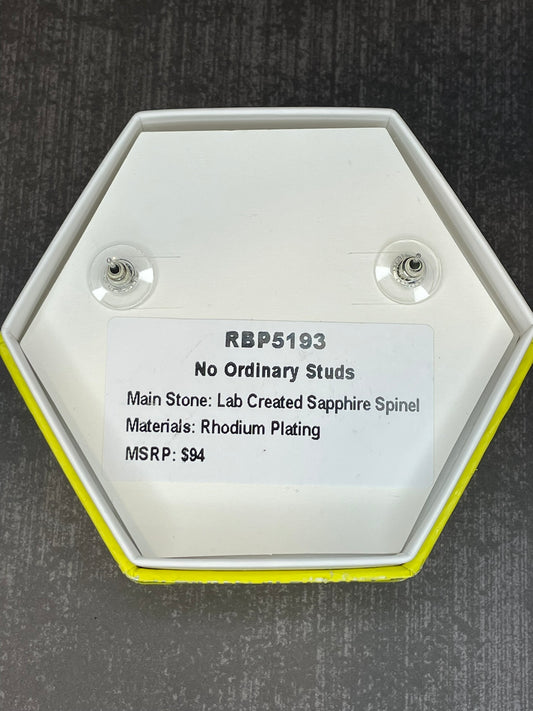 RBP5193
No Ordinary Studs
Main Stone: Lab Created Sapphire Spinel
Materials: Rhodium Plating
MSRP: $94